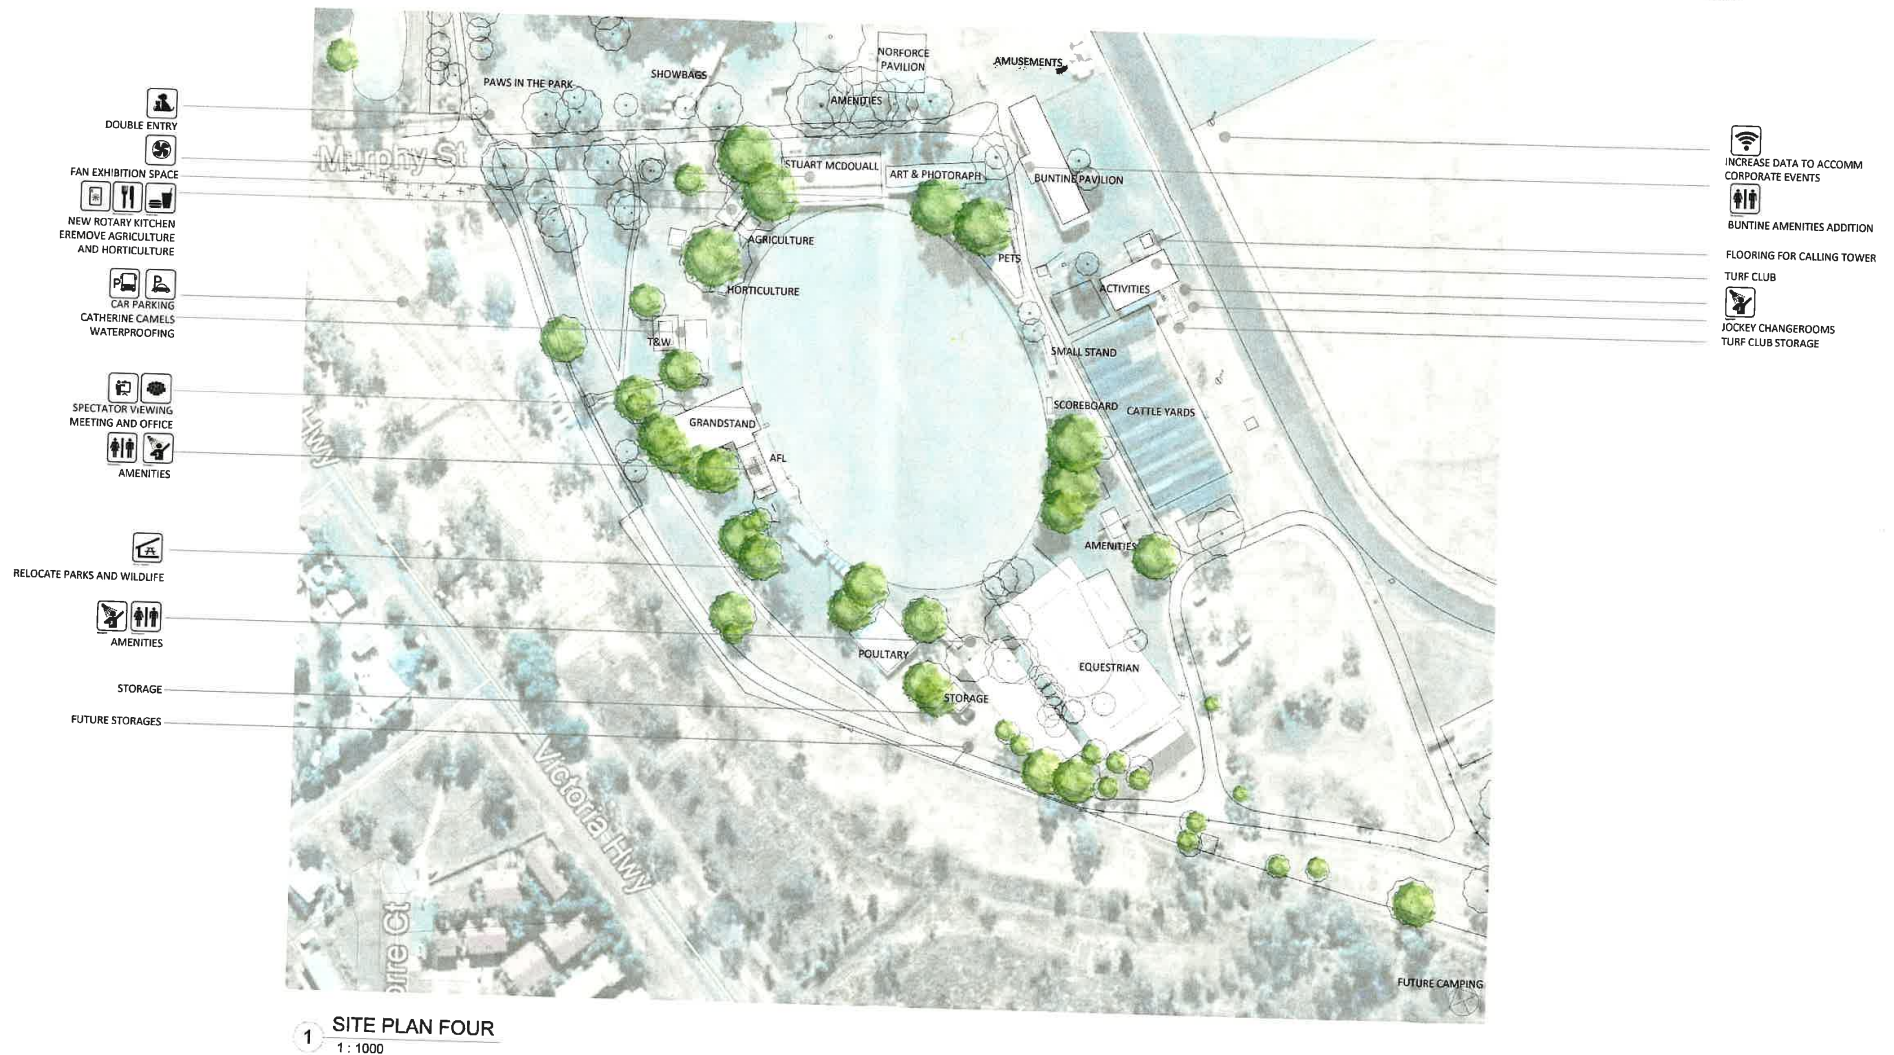 NORFORCE
PAVILION
AMUSEMENTS
SHOWBAGS
PAWS IN THE PARK
AMENITIES
DOUBLE ENTRY
Murphy St
FAN EXHIBITION SPACE
STUART MCDOUALL
ART & PHOTORAPH
BUNTINE PAVILION
INCREASE DATA TO ACCOMM
CORPORATE EVENTS
NEW ROTARY KITCHEN
EREMOVE AGRICULTURE
AND HORTICULTURE
BUNTINE AMENITIES ADDITION
AGRICULTURE
PETS
FLOORING FOR CALLING TOWER
TURF CLUB
HORTICULTURE
ACTIVITIES
P
P
CAR PARKING
CATHERINE CAMELS
WATERPROOFING
JOCKEY CHANGEROOMS
TURF CLUB STORAGE
T&W
SMALL STAND
SPECTATOR VIEWING
MEETING AND OFFICE
SCOREBOARD
CATTLE YARDS
GRANDSTAND
Hwy
AFL
AMENITIES
AMENITIES
RELOCATE PARKS AND WILDLIFE
AMENITIES
POULTARY
EQUESTRIAN
STORAGE
STORAGE
FUTURE STORAGES
Victoria Hwy
orre Ct
FUTURE CAMPING
1 SITE PLAN FOUR
1 : 1000